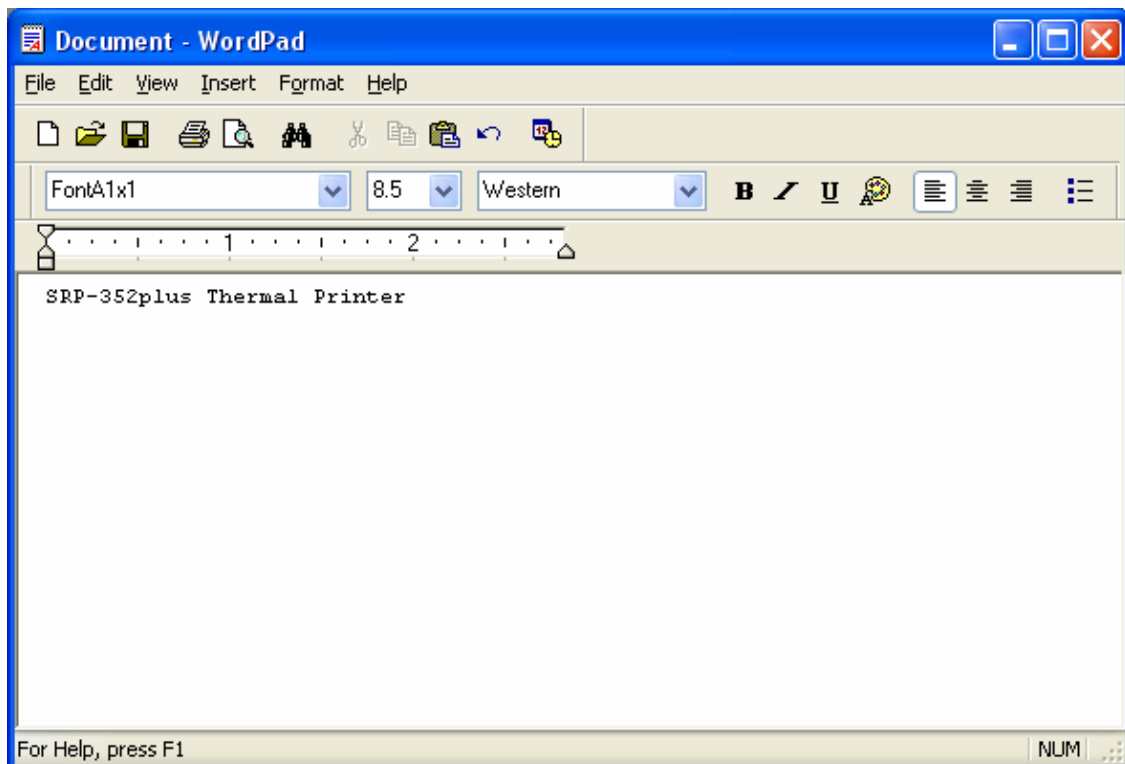 Document - WordPad
File Edit View Insert Format Help
FontA1x1 8.5 Western B U
1 2
SRP-352plus Thermal Printer
For Help, press F1 NUM